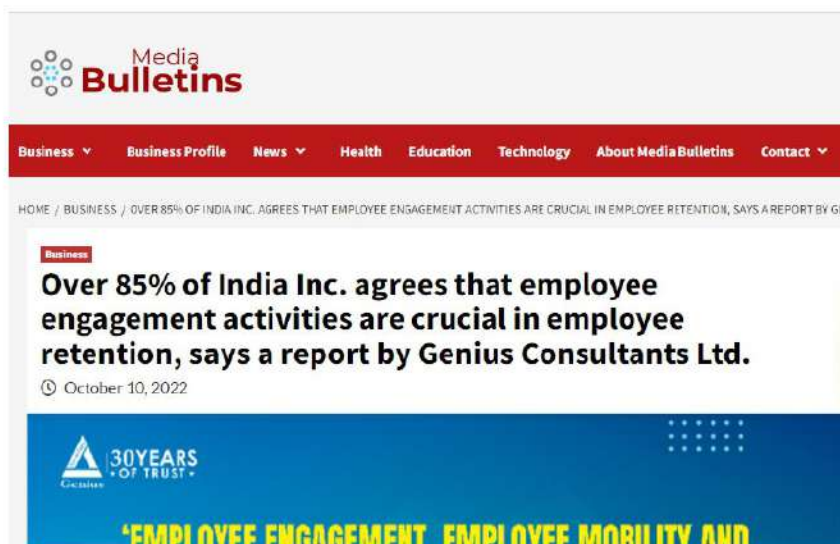 Media
Bulletins
Business Business Profile News Health Education Technology About Media Bulletins Contact
HOME / BUSINESS / OVER 85% OF INDIA INC. AGREES THAT EMPLOYEE ENGAGEMENT ACTIVITIES ARE CRUCIAL IN EMPLOYEE RETENTION, SAYS A REPORT BY
Business
Over 85% of India Inc. agrees that employee
engagement activities are crucial in employee
retention, says a report by Genius Consultants Ltd.
October 10, 2022
30 YEARS
• OF TRUST •
Genius
'EMPLOYEE ENGAGEMENT, EMPLOYEE MOBILITY AND